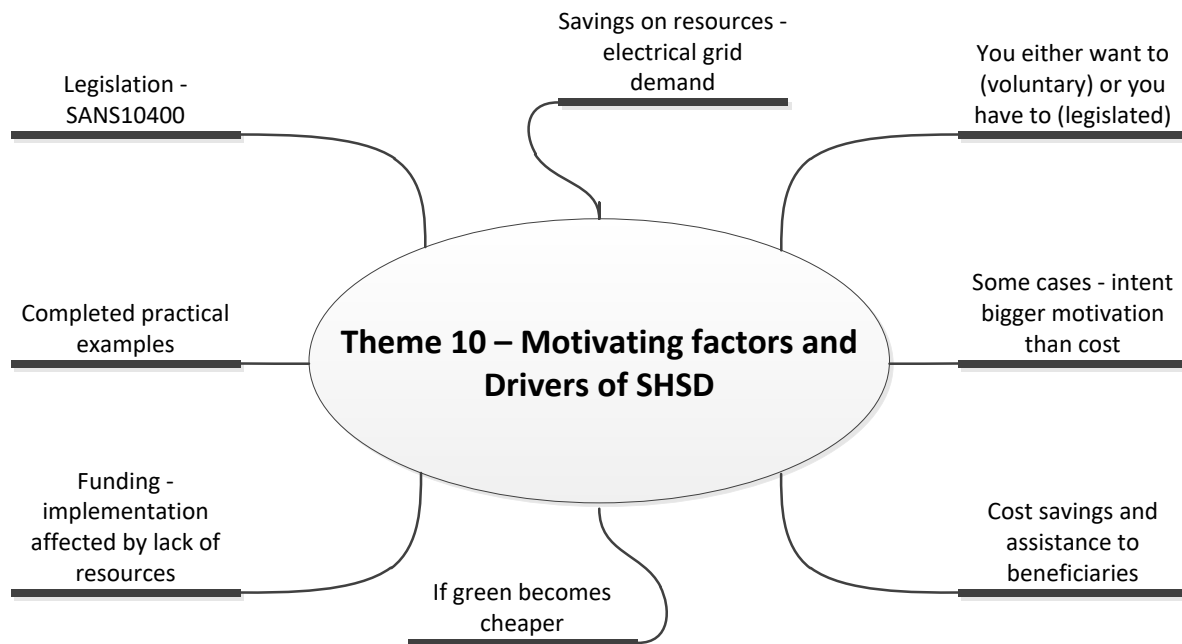 Savings on resources -
electrical grid
demand
Legislation -
SANS10400
You either want to
(voluntary) or you
have to (legislated)
Completed practical
examples
Theme 10 – Motivating factors and
Drivers of SHSD
Some cases - intent
bigger motivation
than cost
Funding -
implementation
affected by lack of
resources
If green becomes
cheaper
Cost savings and
assistance to
beneficiaries